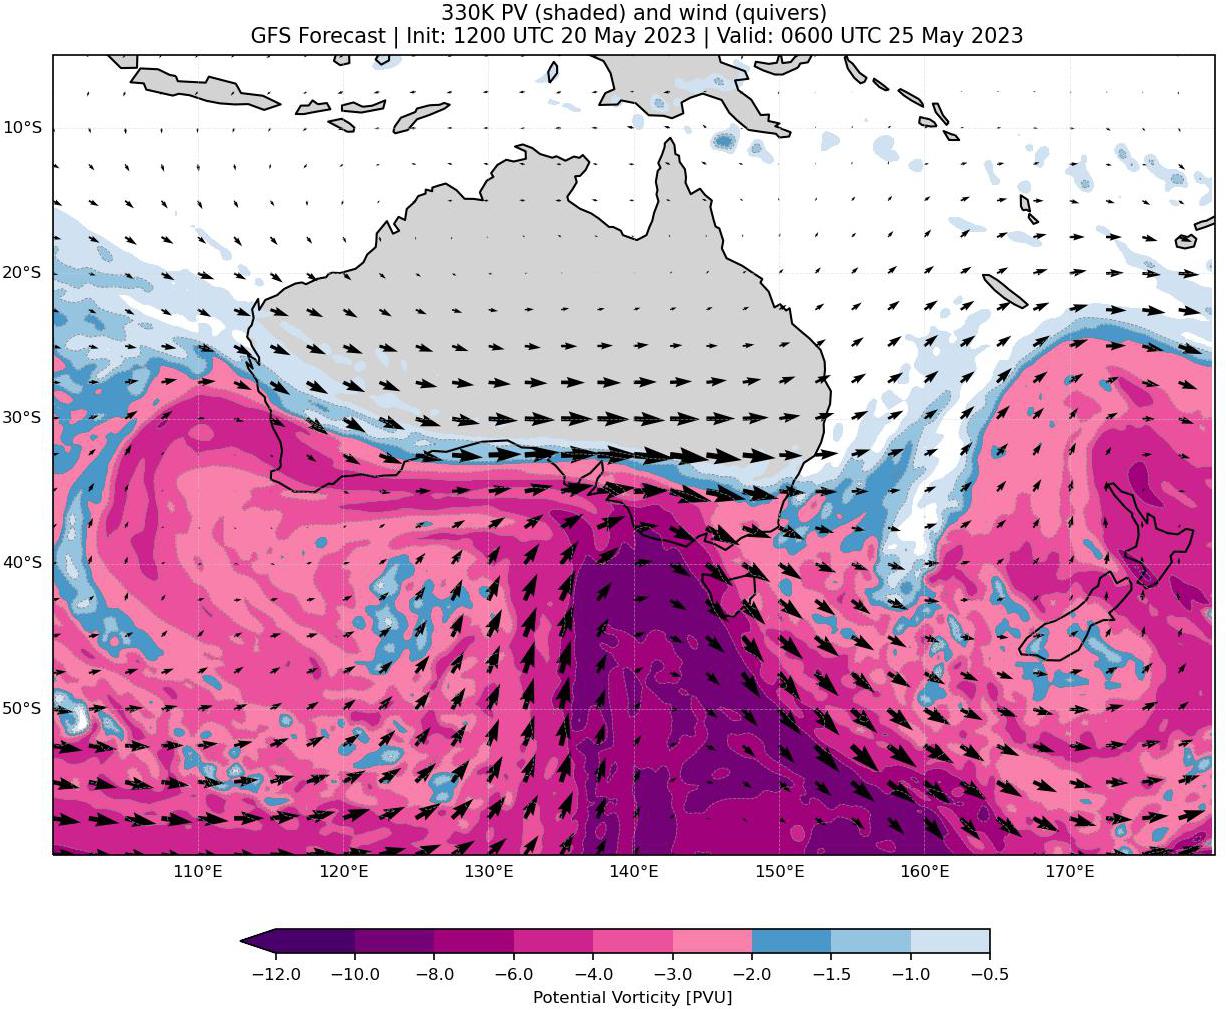 330K PV (shaded) and wind (quivers)
GFS Forecast | Init: 1200 UTC 20 May 2023 | Valid: 0600 UTC 25 May 2023
10°S
20°S
30°S
40°S
50°S
110°E 120°E 130°E 140°E 150°E 160°E 170°E
−12.0 −10.0 −8.0 −6.0 −4.0 −3.0 −2.0 −1.5 −1.0 −0.5
Potential Vorticity [PVU]